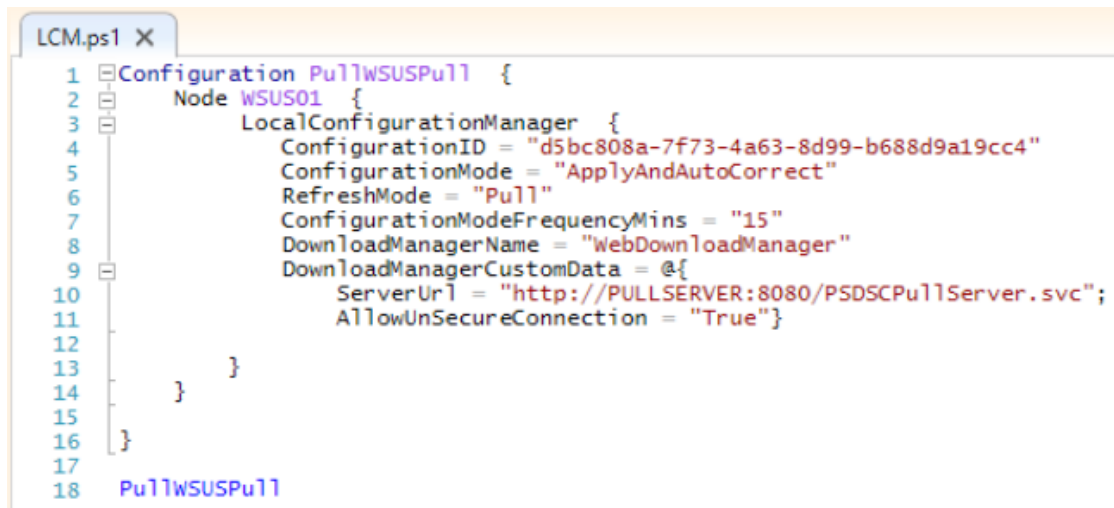 LCM.ps1 X
1 Configuration PullWSUSPull {
2 Node WSUS01 {
3 LocalConfigurationManager {
4 ConfigurationID = "d5bc808a-7f73-4a63-8d99-b688d9a19cc4"
5 ConfigurationMode = "ApplyAndAutoCorrect"
6 RefreshMode = "Pull"
7 ConfigurationModeFrequencyMins = "15"
8 DownloadManagerName = "WebDownloadManager"
9 DownloadManagerCustomData = @{
10 ServerUrl = "http://PULLSERVER:8080/PSDSCPullServer.svc";
11 AllowUnSecureConnection = "True"}
12
13 }
14 }
15
16 }
17
18 PullWSUSPull